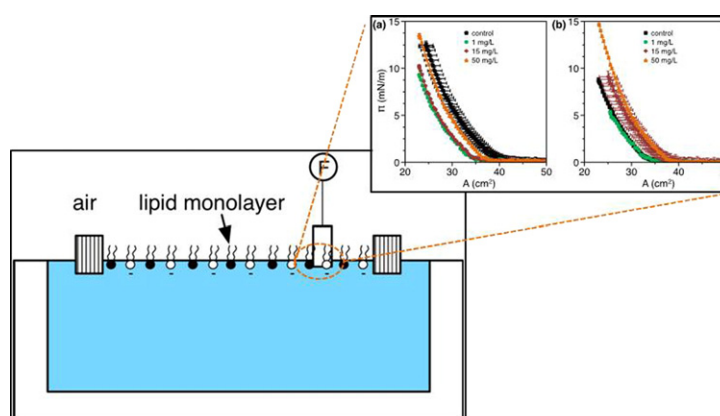 (a)
control
1 mg/L
15 mg/L
50 mg/L
15
10
5
0
π (mN/m)
20
30
40
50
A (cm²)
(b)
control
1 mg/L
15 mg/L
50 mg/L
15
10
5
0
20
30
40
50
A (cm²)
F
air
lipid monolayer